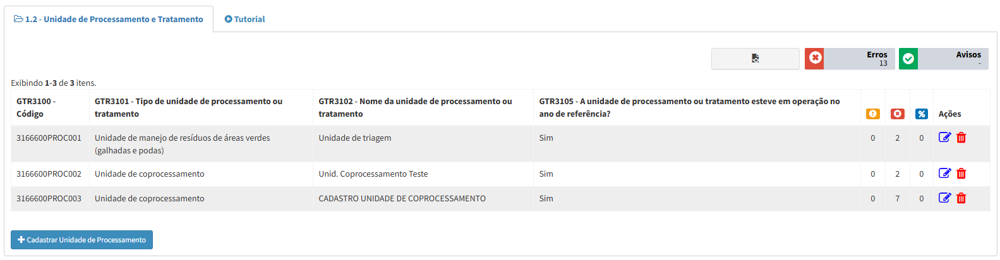 1.2 - Unidade de Processamento e Tratamento
Tutorial
Erros
13
Avisos
-
Exibindo 1-3 de 3 itens.
GTR3100 -
Código
GTR3101 - Tipo de unidade de processamento ou
tratamento
GTR3102 - Nome da unidade de processamento ou
tratamento
GTR3105 - A unidade de processamento ou tratamento esteve em operação no
ano de referência?
%
Ações
3166600PROC001
Unidade de manejo de resíduos de áreas verdes
(galhadas e podas)
Unidade de triagem
Sim
0
2
0
3166600PROC002
Unidade de coprocessamento
Unid. Coprocessamento Teste
Sim
0
2
0
3166600PROC003
Unidade de coprocessamento
CADASTRO UNIDADE DE COPROCESSAMENTO
Sim
0
7
0
Cadastrar Unidade de Processamento